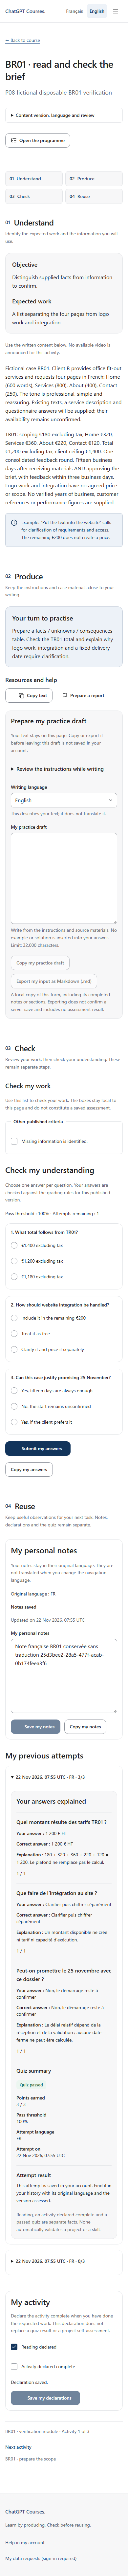 ChatGPT Courses.
Français
English
← Back to course
BR01 · read and check the
brief
P08 fictional disposable BR01 verification
Content version, language and review
Open the programme
01 Understand
02 Produce
03 Check
04 Reuse
01 Understand
Identify the expected work and the information you will
use.
Objective
Distinguish supplied facts from information
to confirm.
Expected work
A list separating the four pages from logo
work and integration.
Use the written content below. No available video is
announced for this activity.
Fictional case BR01. Client R provides office fit-out
services and requests four pages in French: Home
(600 words), Services (800), About (400), Contact
(250). The tone is professional, simple and
measured. Existing texts, a service description and
questionnaire answers will be supplied; their
availability remains unconfirmed.
TR01: scoping €180 excluding tax, Home €320,
Services €360, About €220, Contact €120. Total
€1,200 excluding tax; client ceiling €1,400. One
consolidated feedback round. Fifteen business
days after receiving materials AND approving the
brief, with feedback within three business days.
Logo work and integration have no agreed price
or scope. No verified parts of business, customer
references or performance figures are supplied.
Example: "Put the text into the website" calls
for clarification of requirements and access.
The remaining €200 does not create a price.
02 Produce
Follow the instructions and case materials close to your
writing.
Your turn to practise
Prepare a facts / unknowns / consequences
table. Check the TR01 total and explain why
logo work, integration and a fixed delivery
date require clarification.
Resources and help
Copy text
Prepare a report
Prepare my practice draft
Your text stays on this page. Copy or export it
before leaving; this draft is not saved in your
account.
Review the instructions while writing
Writing language
English
This describes your text; it does not translate it.
My practice draft
Write from the instructions and source materials. No
response or solution is inserted into your answer.
Limit: 32,000 characters.
Copy my practice draft
Export my input as Markdown (.md)
A local copy of this form, including its completed
notes or sections. Exporting does not confirm a
server save and includes no assessment result.
03 Check
Review your work, then check your understanding. These
remain separate steps.
Check my work
Use this list to check your work. The boxes stay local to
this page and do not constitute a saved assessment.
Other published criteria
Missing information is identified.
Check my understanding
Choose one answer per question. Your answers are
checked against the grading rules for this published
version.
Pass threshold : 100% · Attempts remaining : 1
1. What total follows from TR01?
€1,400 excluding tax
€1,200 excluding tax
€1,180 excluding tax
2. How should website integration be handled?
Include it in the remaining €200
Treat it as free
Clarify it and price it separately
3. Can this case justify promising 25 November?
Yes, fifteen days are always enough
No, the start remains unconfirmed
Yes, if the client prefers it
Submit my answers
Copy my answers
04 Reuse
Keep useful observations for your next task. Notes,
declarations and the quiz remain separate.
My personal notes
Your notes stay in their original language. They are
not translated when you change the navigation
language.
Original language : FR
Notes saved
Updated on 22 Nov 2026, 07:55 UTC
My personal notes
Note française BR01 conservée sans
traduction 25d3bee2-28a5-477f-acab-
0b174feea3f6
Save my notes
Copy my notes
My previous attempts
22 Nov 2026, 07:55 UTC · FR · 3/3
Your answers explained
Quel montant résulte des tarifs TR01 ?
Your answer : 1 200 € HT
Correct answer : 1 200 € HT
Explanation : 180 + 320 + 360 + 220 + 120 =
1 200. Le plafond ne remplace pas le calcul.
1 / 1
Que faire de l'intégration au site ?
Your answer : Clarifier puis chiffrer séparément
Correct answer : Clarifier puis chiffrer
séparément
Explanation : Un montant disponible ne crée
ni tarif ni capacité d'exécution.
1 / 1
Peut-on promettre le 25 novembre avec
ce dossier ?
Your answer : Non, le démarrage reste à
confirmer
Correct answer : Non, le démarrage reste à
confirmer
Explanation : Le délai relatif dépend de la
réception et de la validation : aucune date
ferme ne peut être calculée.
1 / 1
Quiz summary
Quiz passed
Points earned
3 / 3
Pass threshold
100%
Attempt language
FR
Attempt on
22 Nov 2026, 07:55 UTC
Attempt result
This attempt is saved in your account. Find it in
your history with its original language and the
version assessed.
Reading, an activity declared complete and a
passed quiz are separate facts. None
automatically validates a project or a skill.
22 Nov 2026, 07:55 UTC · FR · 0/3
My activity
Declare the activity complete when you have done
the requested work. This declaration does not
replace a quiz result or a project self-assessment.
Reading declared
Activity declared complete
Declaration saved.
Save my declarations
BR01 - verification module · Activity 1 of 3
Next activity
BR01 · prepare the scope
ChatGPT Courses.
Learn by producing. Check before reusing.
Help in my account
My data requests (sign-in required)